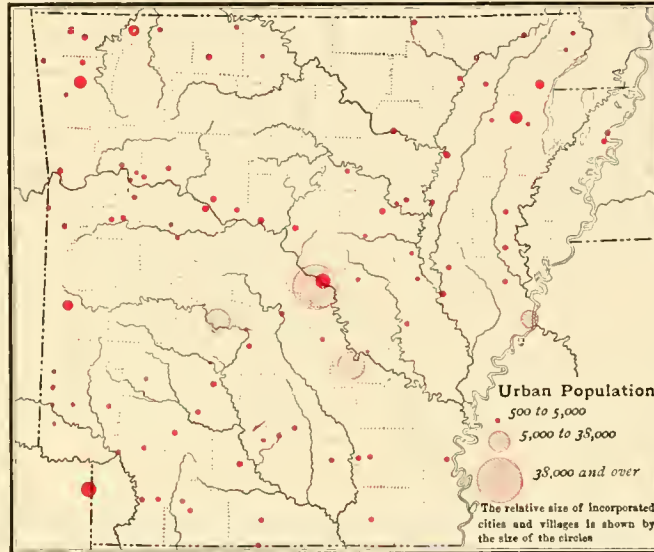 Urban Population
500 to 5,000
5,000 to 38,000
38,000 and over
The relative size of incorporated
cities and villages is shown by
the size of the circles